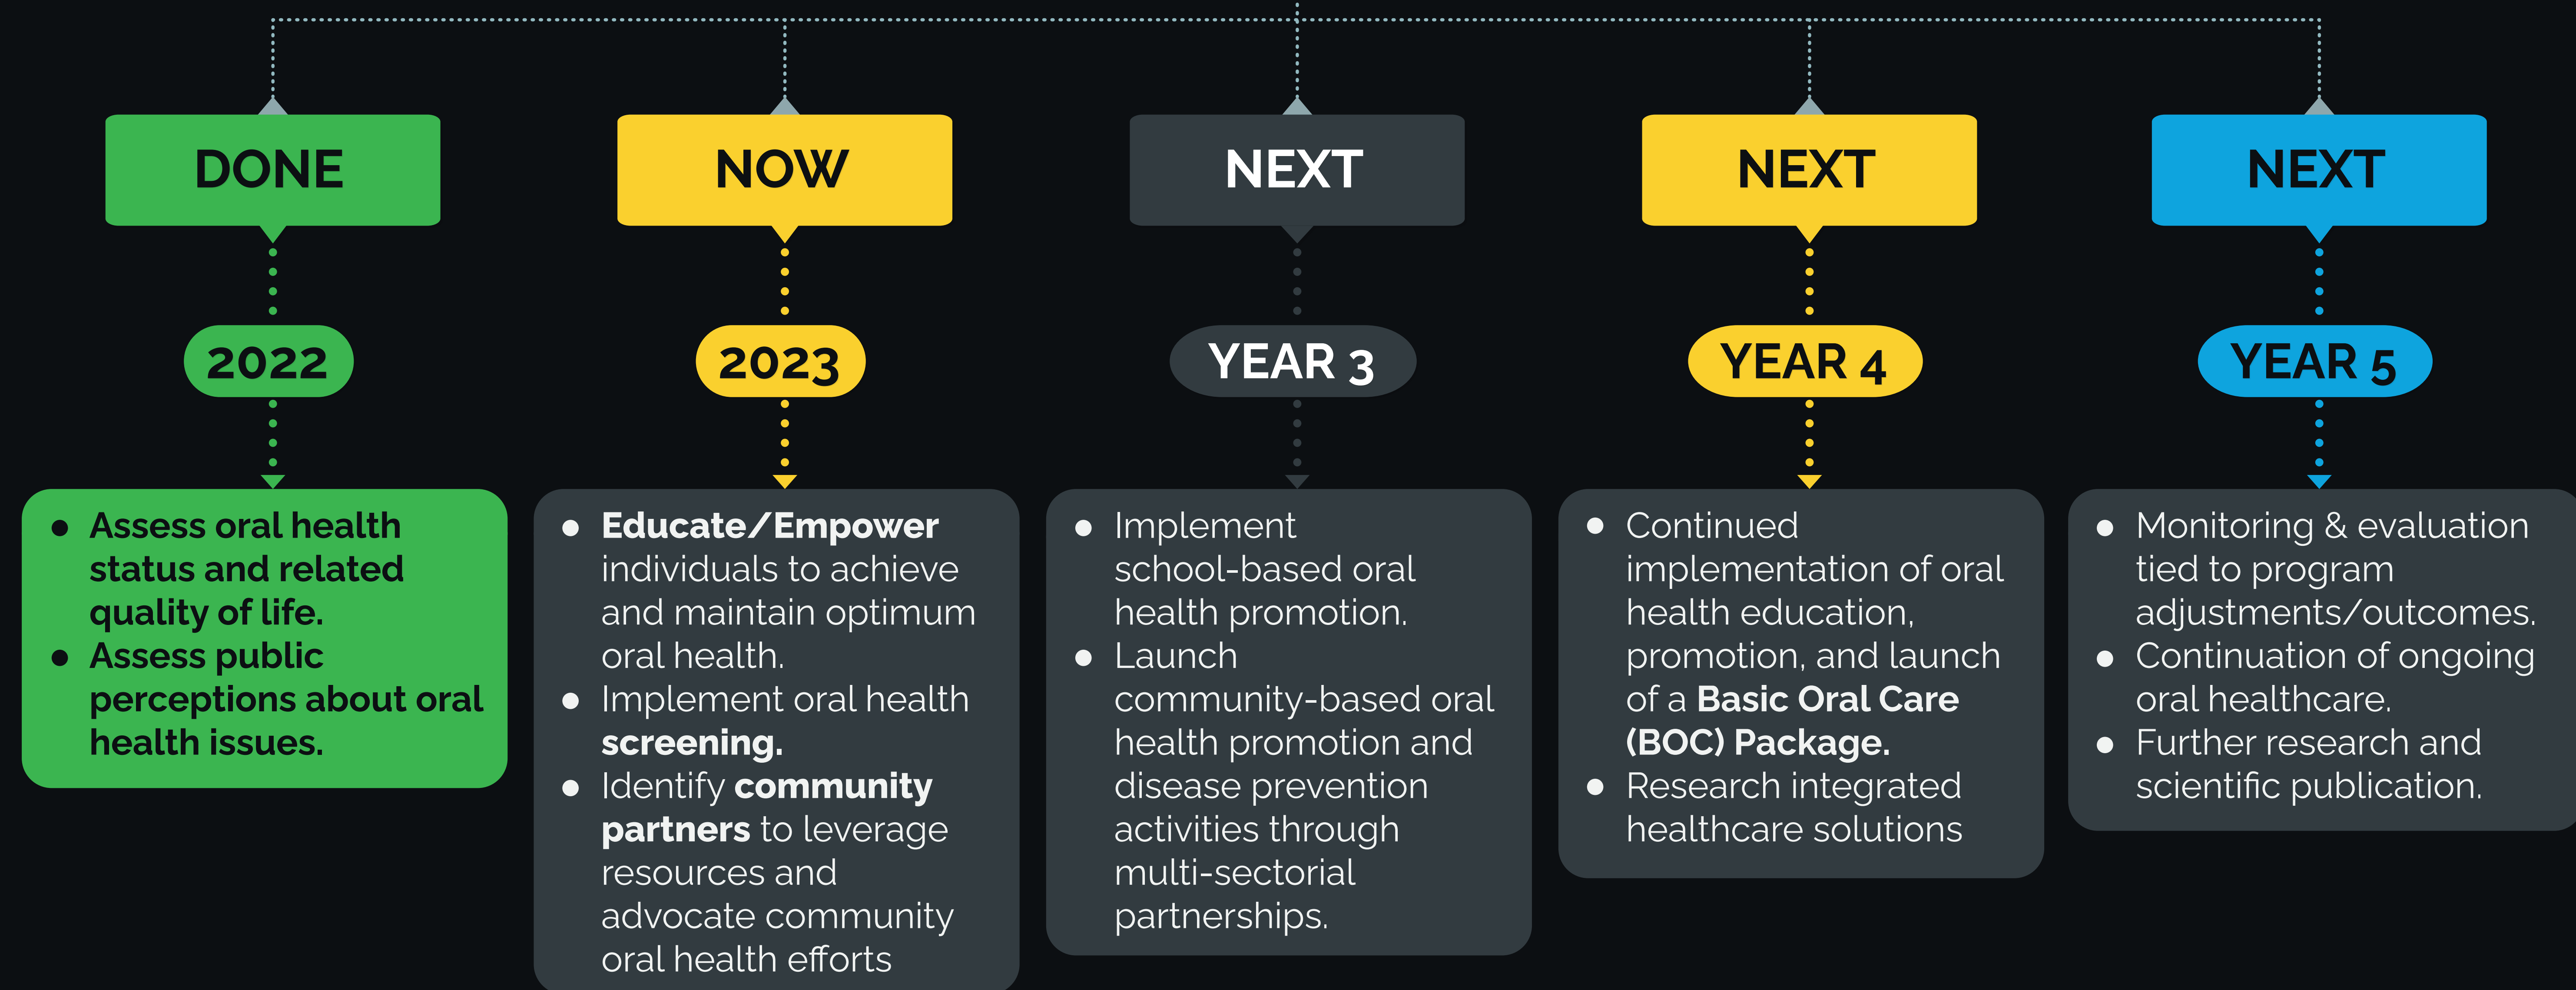 DONE
NOW
NEXT
NEXT
NEXT
2022
2023
YEAR 3
YEAR 4
YEAR 5
● Assess oral health
status and related
quality of life.
● Assess public
perceptions about oral
health issues.
● Educate/Empower
individuals to achieve
and maintain optimum
oral health.
● Implement oral health
screening.
● Identify community
partners to leverage
resources and
advocate community
oral health efforts
● Implement
school-based oral
health promotion.
● Launch
community-based oral
health promotion and
disease prevention
activities through
multi-sectorial
partnerships.
● Continued
implementation of oral
health education,
promotion, and launch
of a Basic Oral Care
(BOC) Package.
● Research integrated
healthcare solutions
● Monitoring & evaluation
tied to program
adjustments/outcomes.
● Continuation of ongoing
oral healthcare.
● Further research and
scientific publication.